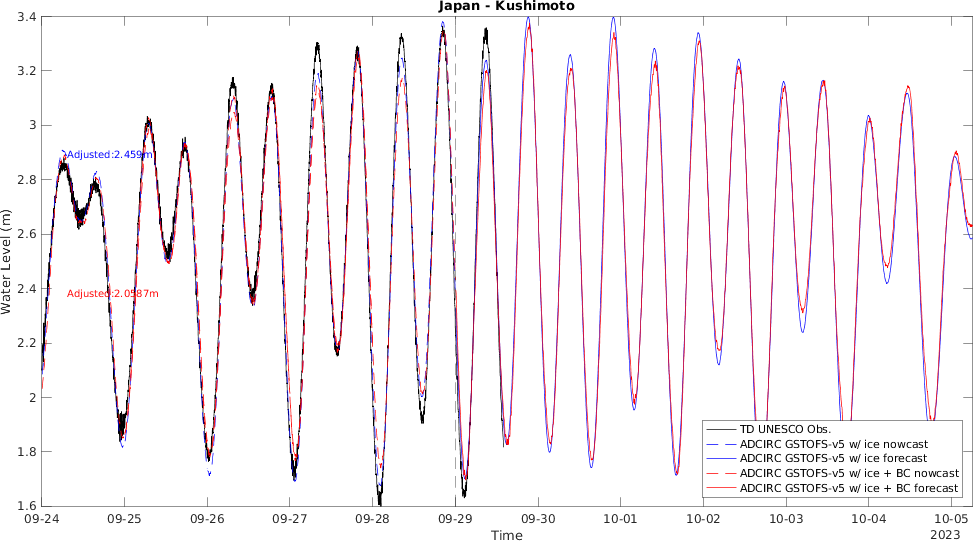 Japan - Kushimoto
Water Level (m)
3.4
3.2
3
2.8
2.6
2.4
2.2
2
1.8
1.6
Adjusted:2.459m
Adjusted:2.0587m
TD UNESCO Obs.
ADCIRC GSTOFS-v5 w/ ice nowcast
ADCIRC GSTOFS-v5 w/ ice forecast
ADCIRC GSTOFS-v5 w/ ice + BC nowcast
ADCIRC GSTOFS-v5 w/ ice + BC forecast
09-24 09-25 09-26 09-27 09-28 09-29 09-30 10-01 10-02 10-03 10-04 10-05
2023
Time